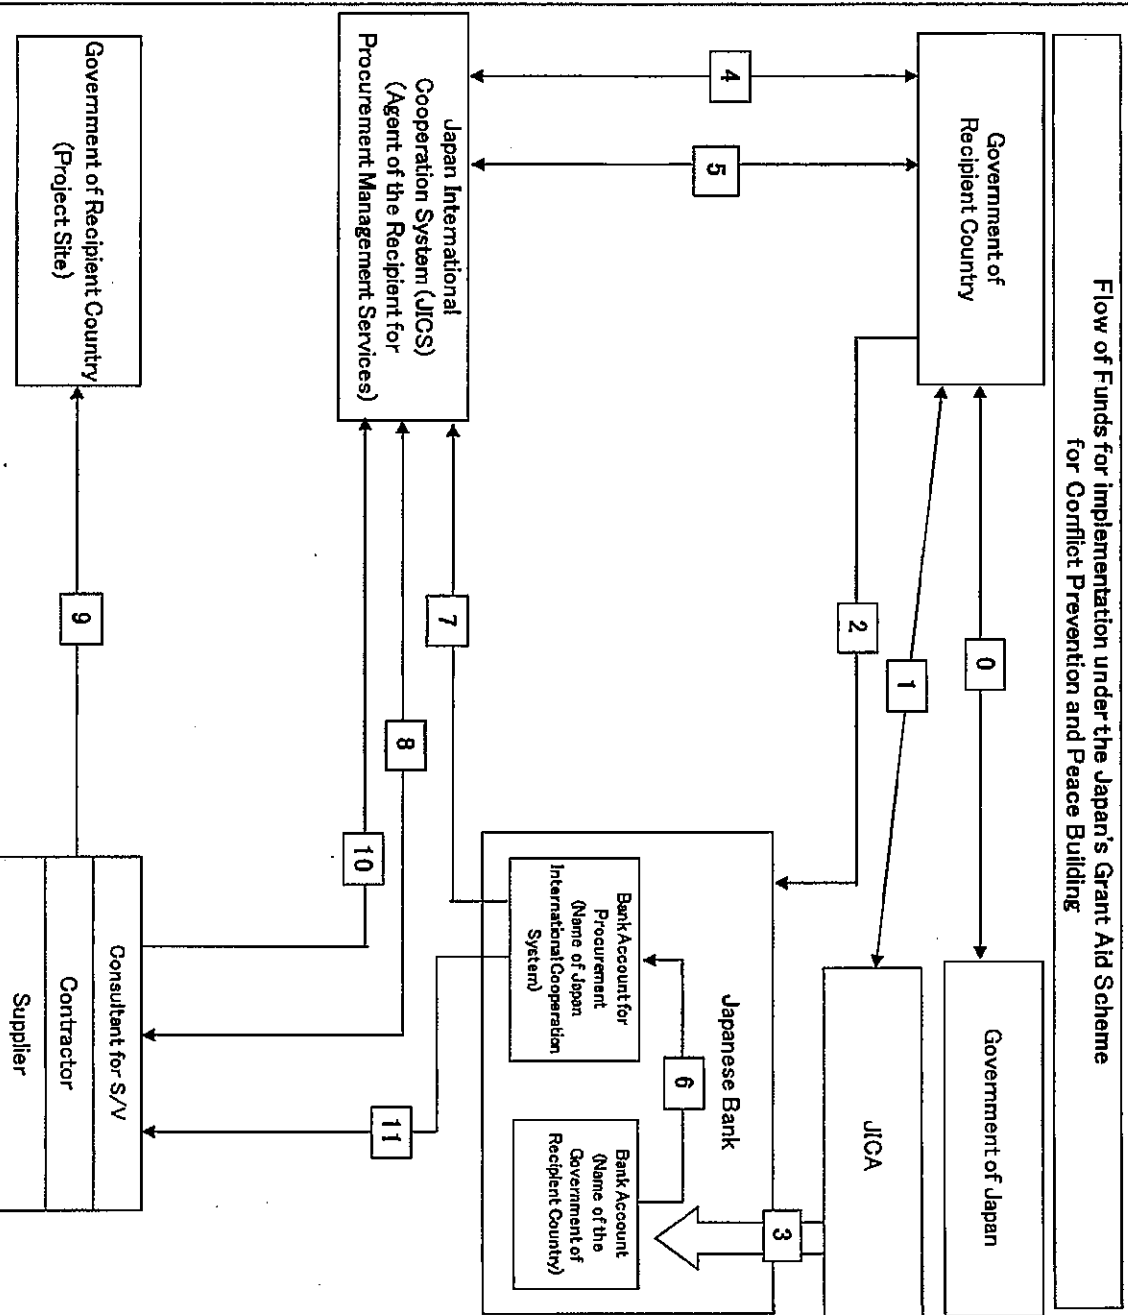 Flow of Funds for implementation under the Japan's Grant Aid Scheme
for Conflict Prevention and Peace Building
Government of
Recipient Country
0
Government of Japan
1
JICA
2
3
4
5
Japanese Bank
6
Bank Account
(Name of the
Government of
Recipient Country)
Bank Account for
Procurement
(Name of Japan
International Cooperation
System)
Japan International
Cooperation System (JICS)
(Agent of the Recipient for
Procurement Management Services)
7
8
10
11
Government of Recipient Country
(Project Site)
9
Consultant for S/V
Contractor
Supplier